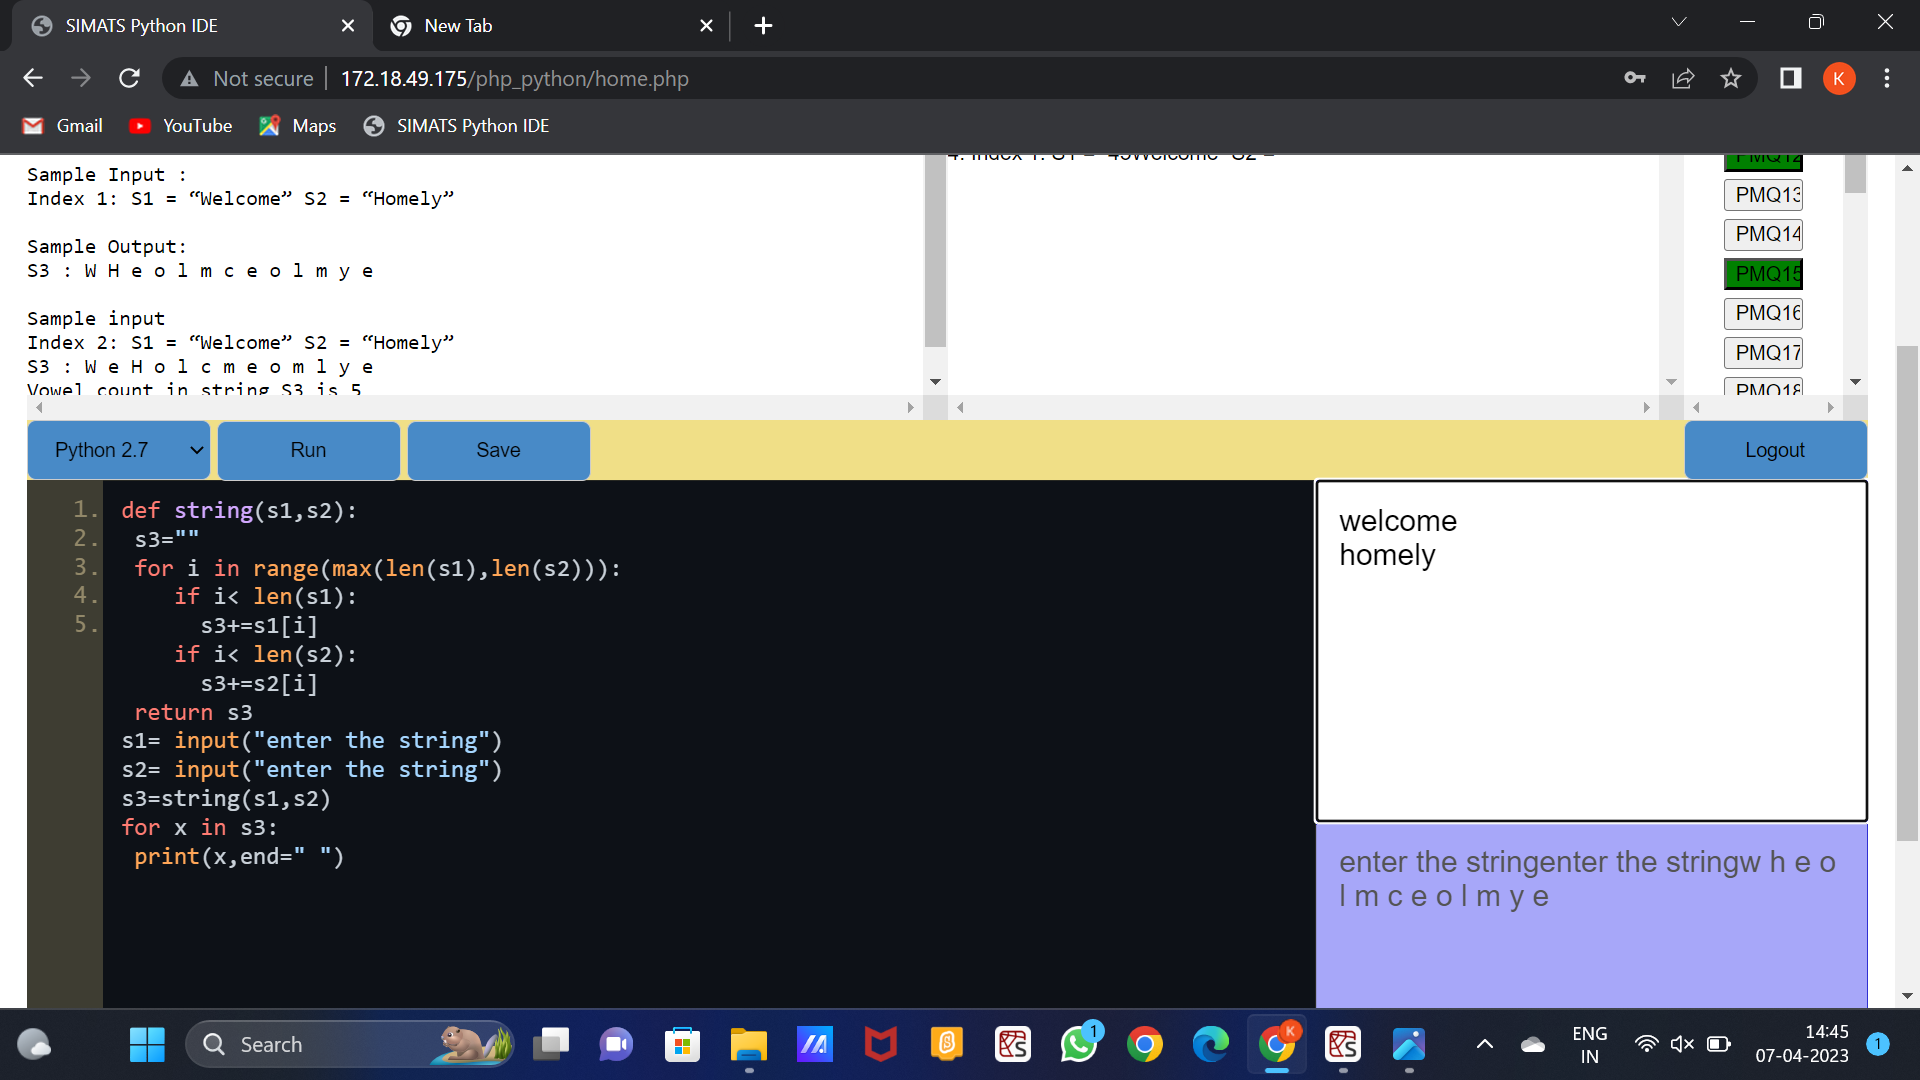 SIMATS Python IDE
New Tab
Not secure
172.18.49.175/php_python/home.php
K
Gmail
YouTube
Maps
SIMATS Python IDE
Sample Input :
Index 1: S1 = “Welcome” S2 = “Homely”
Sample Output:
S3 : W H e o l m c e o l m y e
Sample input
Index 2: S1 = “Welcome” S2 = “Homely”
S3 : W e H o l c m e o m l y e
Vowel count in string S3 is 5
PMQ12
PMQ13
PMQ14
PMQ15
PMQ16
PMQ17
PMQ18
Python 2.7
Run
Save
Logout
1.
2.
3.
4.
5.
def string(s1,s2):
s3=""
for i in range(max(len(s1),len(s2))):
if i< len(s1):
s3+=s1[i]
if i< len(s2):
s3+=s2[i]
return s3
s1= input("enter the string")
s2= input("enter the string")
s3=string(s1,s2)
for x in s3:
print(x,end=" ")
welcome
homely
enter the stringenter the stringw h e o
l m c e o l m y e
Search
1
K
ENG
IN
14:45
07-04-2023
1